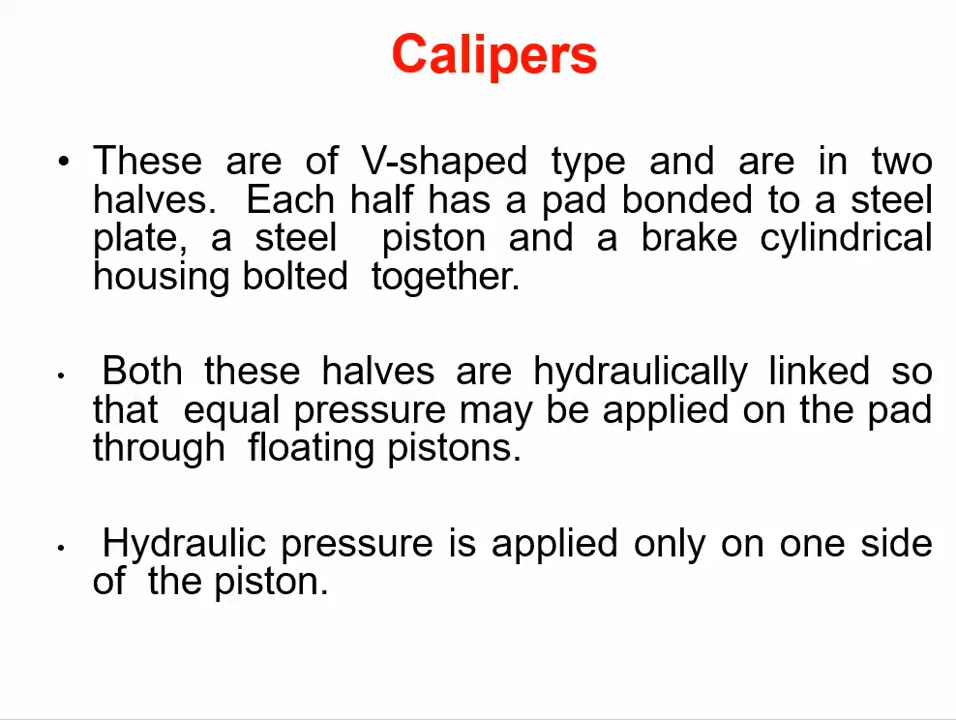 Calipers
• These are of V-shaped type and are in two
halves.  Each half has a pad bonded to a steel
plate, a steel  piston and a brake cylindrical
housing bolted  together.
•  Both these halves are hydraulically linked so
that  equal pressure may be applied on the pad
through  floating pistons.
•  Hydraulic pressure is applied only on one side
of  the piston.